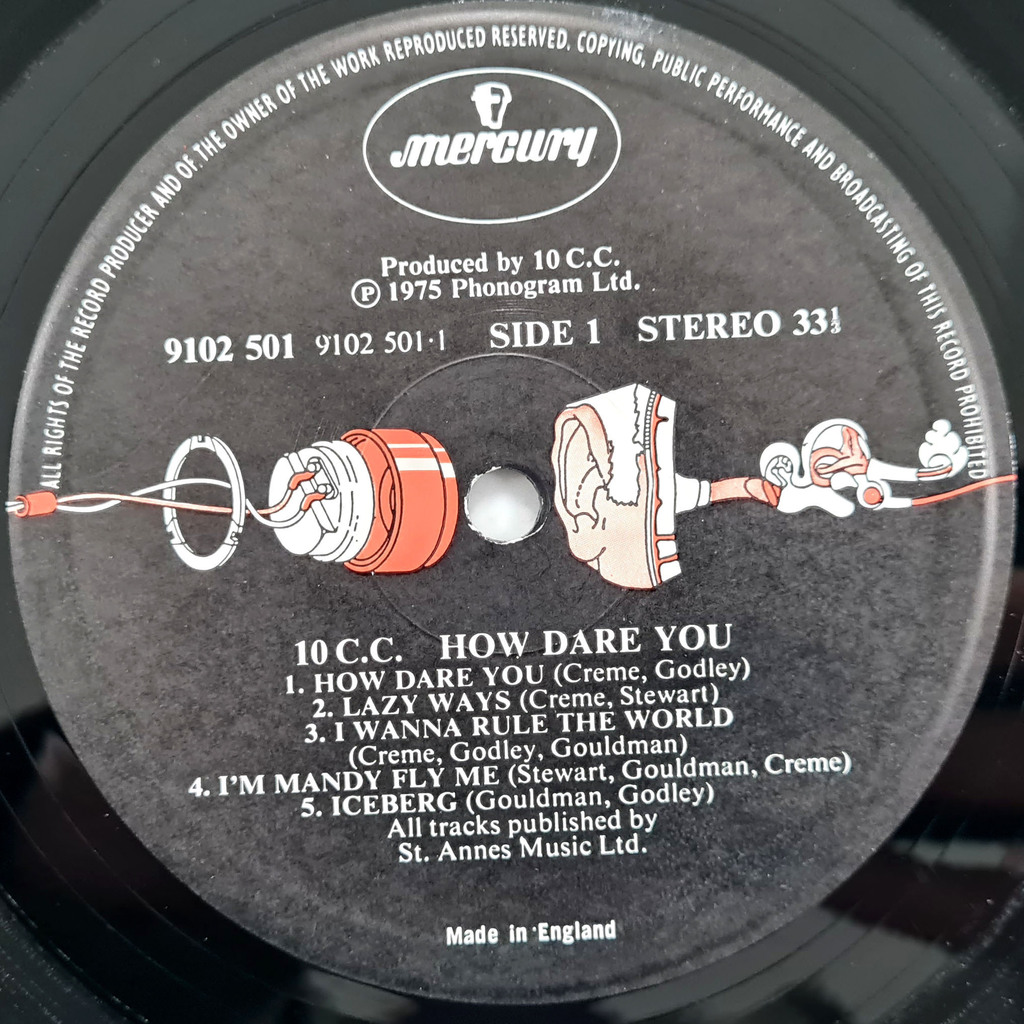 ALL RIGHTS OF THE RECORD PRODUCER AND OF THE OWNER OF THE WORK REPRODUCED RESERVED. COPYING, PUBLIC PERFORMANCE AND BROADCASTING OF THIS RECORD PROHIBITED
mercury
Produced by 10 C.C.
Ⓟ 1975 Phonogram Ltd.
9102 501 9102 501·1 SIDE 1 STEREO 33⅓
10 C.C. HOW DARE YOU
1. HOW DARE YOU (Creme, Godley)
2. LAZY WAYS (Creme, Stewart)
3. I WANNA RULE THE WORLD
(Creme, Godley, Gouldman)
4. I'M MANDY FLY ME (Stewart, Gouldman, Creme)
5. ICEBERG (Gouldman, Godley)
All tracks published by
St. Annes Music Ltd.
Made in England